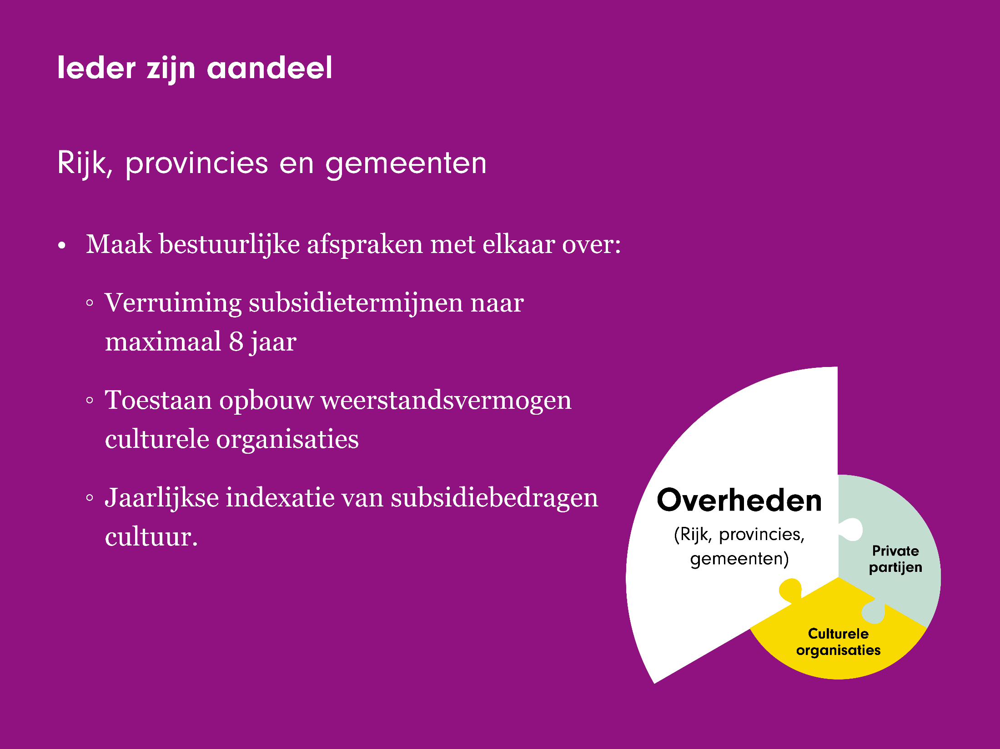 Ieder zijn aandeel
Rijk, provincies en gemeenten
• Maak bestuurlijke afspraken met elkaar over:
◦ Verruiming subsidietermijnen naar
maximaal 8 jaar
◦ Toestaan opbouw weerstandsvermogen
culturele organisaties
◦ Jaarlijkse indexatie van subsidiebedragen
cultuur.
Overheden
(Rijk, provincies,
gemeenten)
Private
partijen
Culturele
organisaties